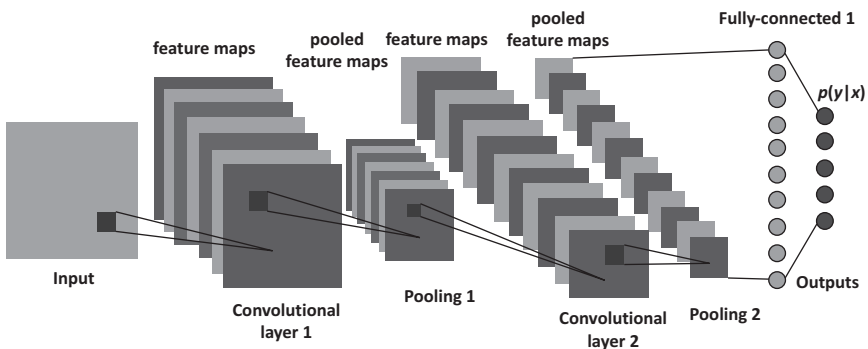 Fully-connected 1
pooled
feature maps
feature maps
pooled
feature maps
feature maps
p(y|x)
Input
Convolutional
layer 1
Pooling 1
Convolutional
layer 2
Pooling 2
Outputs